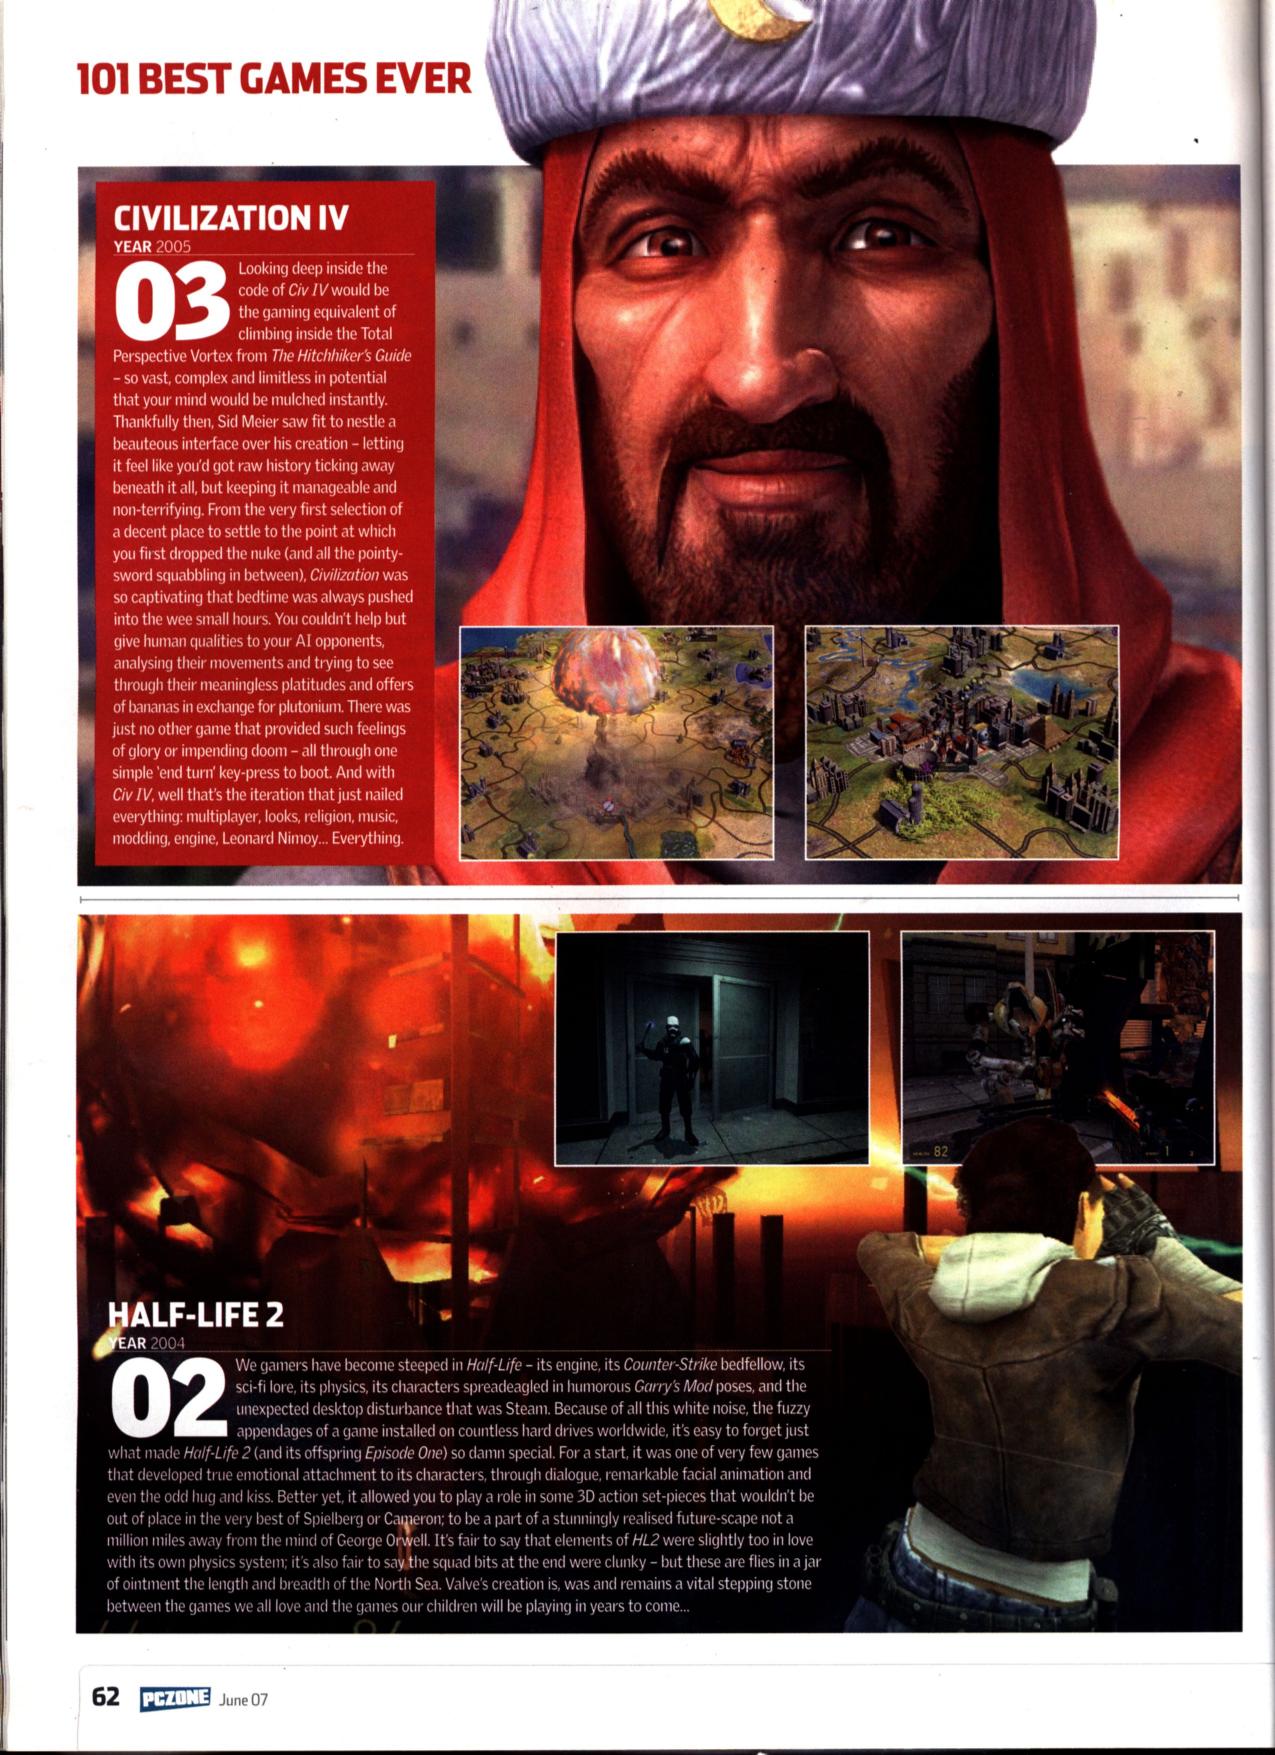 101 BEST GAMES EVER
CIVILIZATION IV
YEAR 2005
03
Looking deep inside the
code of Civ IV would be
the gaming equivalent of
climbing inside the Total
Perspective Vortex from The Hitchhiker's Guide
– so vast, complex and limitless in potential
that your mind would be mulched instantly.
Thankfully then, Sid Meier saw fit to nestle a
beauteous interface over his creation – letting
it feel like you'd got raw history ticking away
beneath it all, but keeping it manageable and
non-terrifying. From the very first selection of
a decent place to settle to the point at which
you first dropped the nuke (and all the pointy-
sword squabbling in between), Civilization was
so captivating that bedtime was always pushed
into the wee small hours. You couldn't help but
give human qualities to your AI opponents,
analysing their movements and trying to see
through their meaningless platitudes and offers
of bananas in exchange for plutonium. There was
just no other game that provided such feelings
of glory or impending doom – all through one
simple 'end turn' key-press to boot. And with
Civ IV, well that's the iteration that just nailed
everything: multiplayer, looks, religion, music,
modding, engine, Leonard Nimoy... Everything.
HEALTH 82
1 2
HALF-LIFE 2
YEAR 2004
02
We gamers have become steeped in Half-Life – its engine, its Counter-Strike bedfellow, its
sci-fi lore, its physics, its characters spreadeagled in humorous Garry's Mod poses, and the
unexpected desktop disturbance that was Steam. Because of all this white noise, the fuzzy
appendages of a game installed on countless hard drives worldwide, it's easy to forget just
what made Half-Life 2 (and its offspring Episode One) so damn special. For a start, it was one of very few games
that developed true emotional attachment to its characters, through dialogue, remarkable facial animation and
even the odd hug and kiss. Better yet, it allowed you to play a role in some 3D action set-pieces that wouldn't be
out of place in the very best of Spielberg or Cameron; to be a part of a stunningly realised future-scape not a
million miles away from the mind of George Orwell. It's fair to say that elements of HL2 were slightly too in love
with its own physics system; it's also fair to say the squad bits at the end were clunky – but these are flies in a jar
of ointment the length and breadth of the North Sea. Valve's creation is, was and remains a vital stepping stone
between the games we all love and the games our children will be playing in years to come...
62 PCZONE June 07